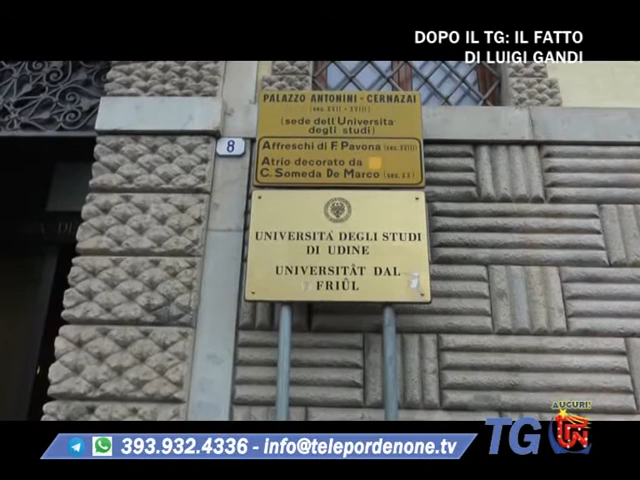 DOPO IL TG: IL FATTO
DI LUIGI GANDI
PALAZZO ANTONINI - CERNAZAI
(sec. XVII - XVIII)
(sede dell'Università
degli studi)
Affreschi di F. Pavona (sec. XVIII)
Atrio decorato da
C. Someda De Marco (sec. XX)
8
UNIVERSITÀ DEGLI STUDI
DI UDINE
UNIVERSITÂT DAL
FRIÛL
393.932.4336 - info@telepordenone.tv
AUGURI!
TG